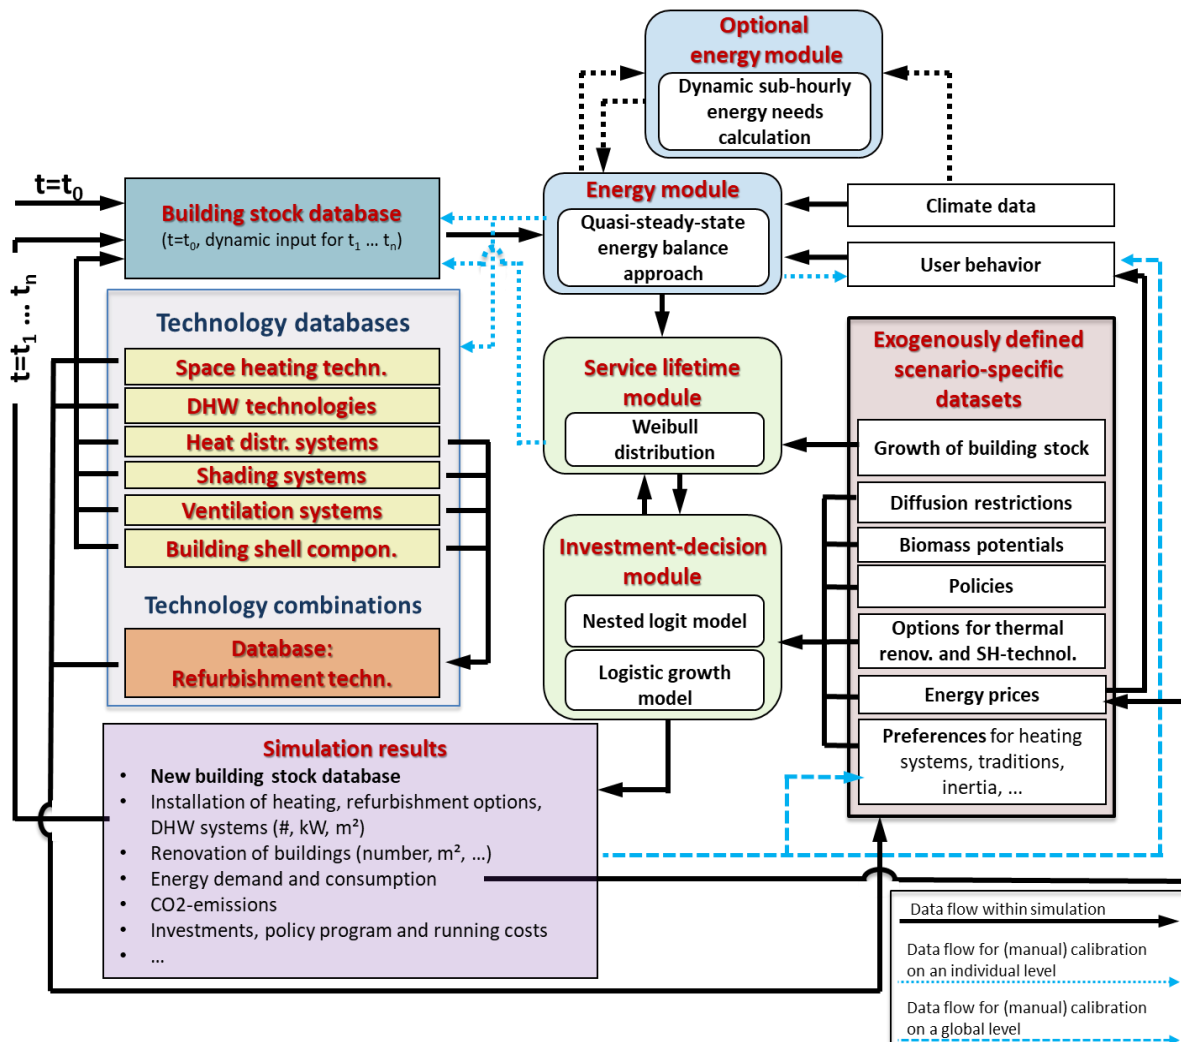 Optional
energy module
Dynamic sub-hourly
energy needs
calculation
t=t0
Building stock database
(t=t0, dynamic input for t1 ... tn)
Energy module
Quasi-steady-state
energy balance
approach
Climate data
User behavior
t=t1 ... tn
Technology databases
Space heating techn.
DHW technologies
Heat distr. systems
Shading systems
Ventilation systems
Building shell compon.
Technology combinations
Database:
Refurbishment techn.
Service lifetime
module
Weibull
distribution
Investment-decision
module
Nested logit model
Logistic growth
model
Exogenously defined
scenario-specific
datasets
Growth of building stock
Diffusion restrictions
Biomass potentials
Policies
Options for thermal
renov. and SH-technol.
Energy prices
Preferences for heating
systems, traditions,
inertia, ...
Simulation results
• New building stock database
• Installation of heating, refurbishment options,
DHW systems (#, kW, m²)
• Renovation of buildings (number, m², ...)
• Energy demand and consumption
• CO2-emissions
• Investments, policy program and running costs
• ...
Data flow within simulation
Data flow for (manual) calibration
on an individual level
Data flow for (manual) calibration
on a global level